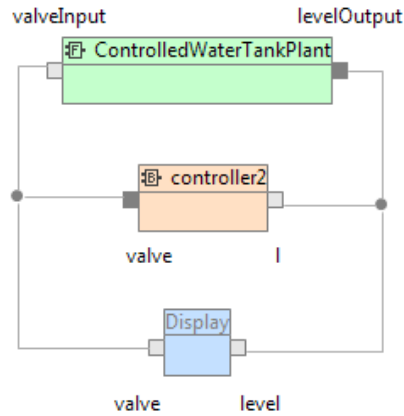 valveInput levelOutput
F ControlledWaterTankPlant
B controller2
valve l
Display
valve level